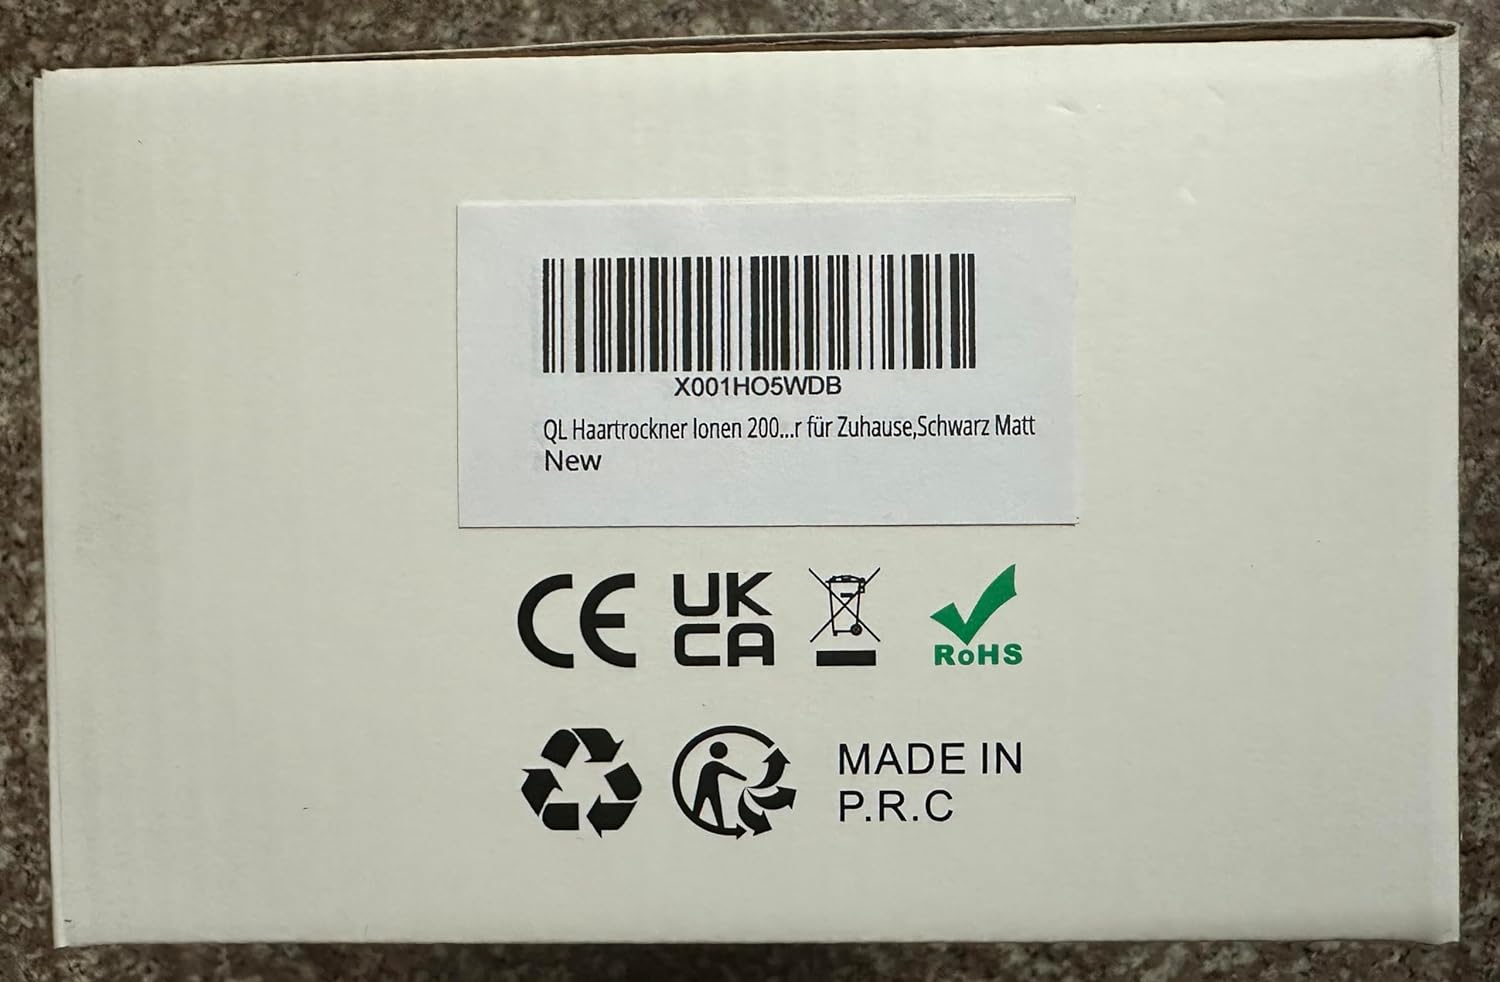 X001HO5WDB
QL Haartrockner Ionen 200...r für Zuhause,Schwarz Matt
New
CE
UK
CA
RoHS
MADE IN
P.R.C